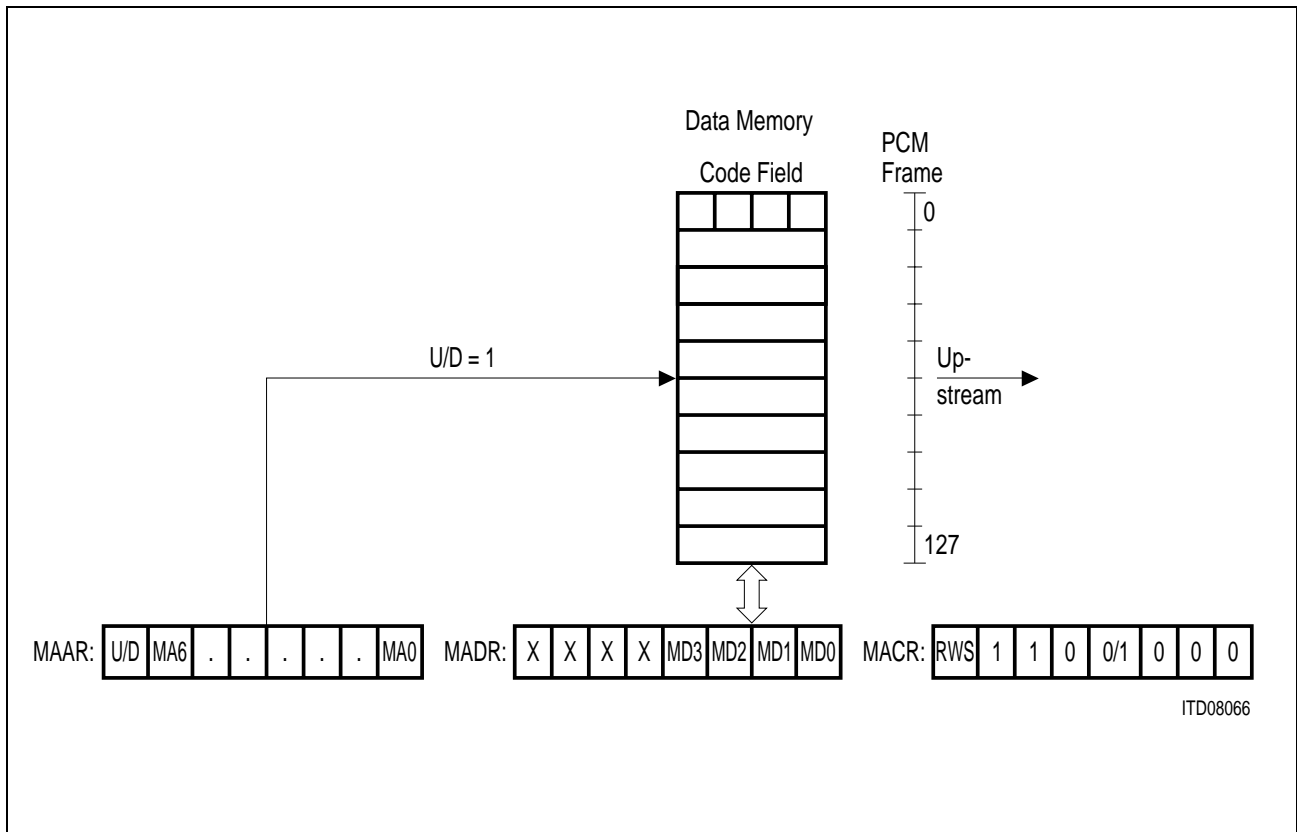 Data Memory
Code Field
PCM
Frame
0
U/D = 1
Up-
stream
127
MAAR: U/D MA6 . . . . . MA0 MADR: X X X X MD3 MD2 MD1 MD0 MACR: RWS 1 1 0 0/1 0 0 0
ITD08066